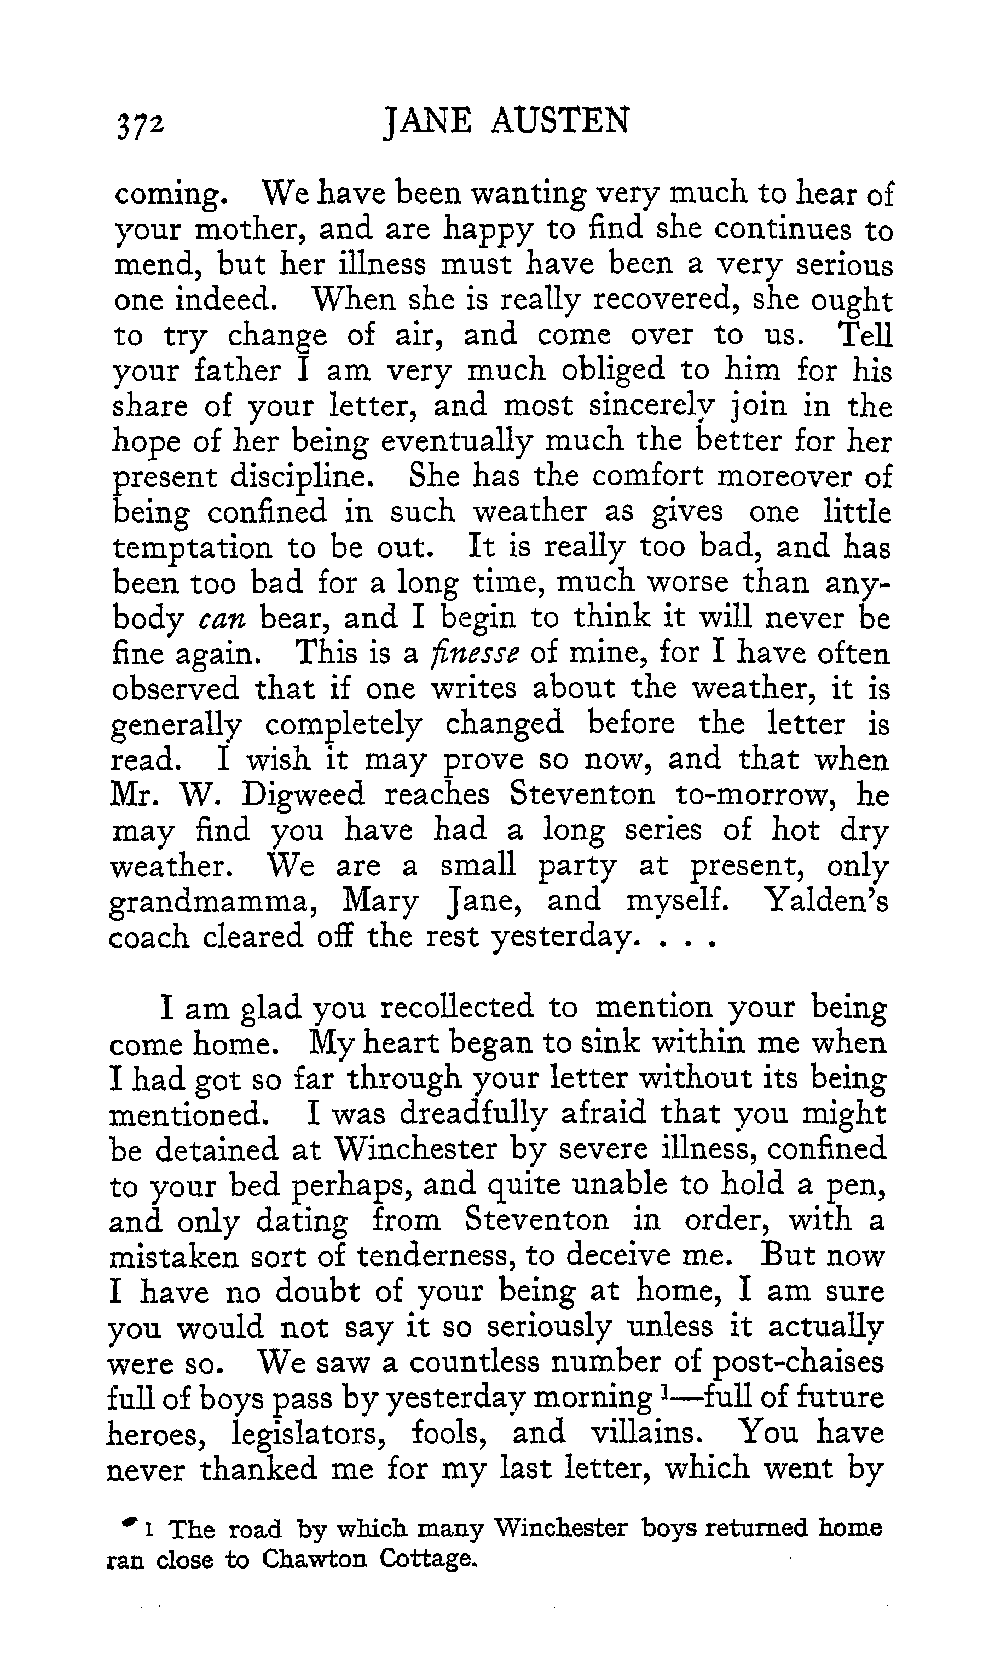 372 JANE AUSTEN
coming. We have been wanting very much to hear of
your mother, and are happy to find she continues to
mend, but her illness must have been a very serious
one indeed. When she is really recovered, she ought
to try change of air, and come over to us. Tell
your father I am very much obliged to him for his
share of your letter, and most sincerely join in the
hope of her being eventually much the better for her
present discipline. She has the comfort moreover of
being confined in such weather as gives one little
temptation to be out. It is really too bad, and has
been too bad for a long time, much worse than any-
body can bear, and I begin to think it will never be
fine again. This is a finesse of mine, for I have often
observed that if one writes about the weather, it is
generally completely changed before the letter is
read. I wish it may prove so now, and that when
Mr. W. Digweed reaches Steventon to-morrow, he
may find you have had a long series of hot dry
weather. We are a small party at present, only
grandmamma, Mary Jane, and myself. Yalden's
coach cleared off the rest yesterday. . . .
I am glad you recollected to mention your being
come home. My heart began to sink within me when
I had got so far through your letter without its being
mentioned. I was dreadfully afraid that you might
be detained at Winchester by severe illness, confined
to your bed perhaps, and quite unable to hold a pen,
and only dating from Steventon in order, with a
mistaken sort of tenderness, to deceive me. But now
I have no doubt of your being at home, I am sure
you would not say it so seriously unless it actually
were so. We saw a countless number of post-chaises
full of boys pass by yesterday morning ¹—full of future
heroes, legislators, fools, and villains. You have
never thanked me for my last letter, which went by
1 The road by which many Winchester boys returned home
ran close to Chawton Cottage.